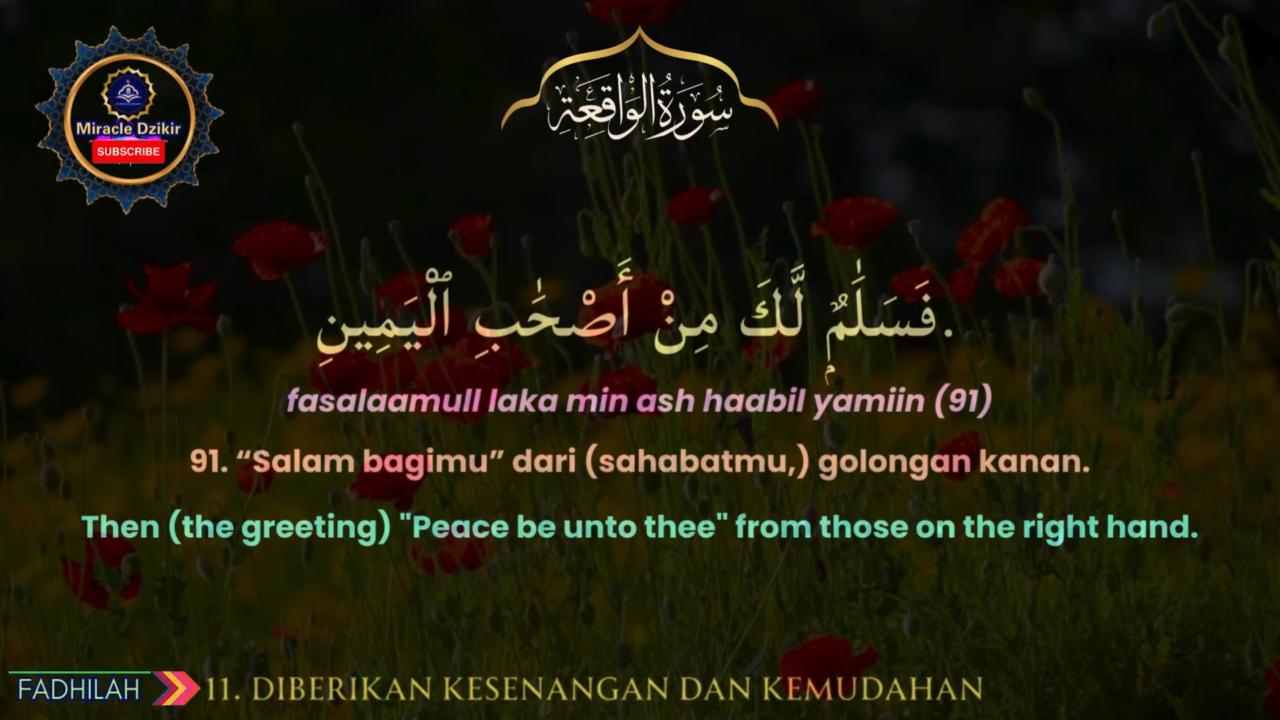 Miracle Dzikir
SUBSCRIBE
سُورَةُ الْوَاقِعَة
فَسَلَٰمٌۭ لَّكَ مِنْ أَصْحَٰبِ ٱلْيَمِينِ.
fasalaamull laka min ash haabil yamiin (91)
91. “Salam bagimu” dari (sahabatmu,) golongan kanan.
Then (the greeting) "Peace be unto thee" from those on the right hand.
FADHILAH 11. DIBERIKAN KESENANGAN DAN KEMUDAHAN